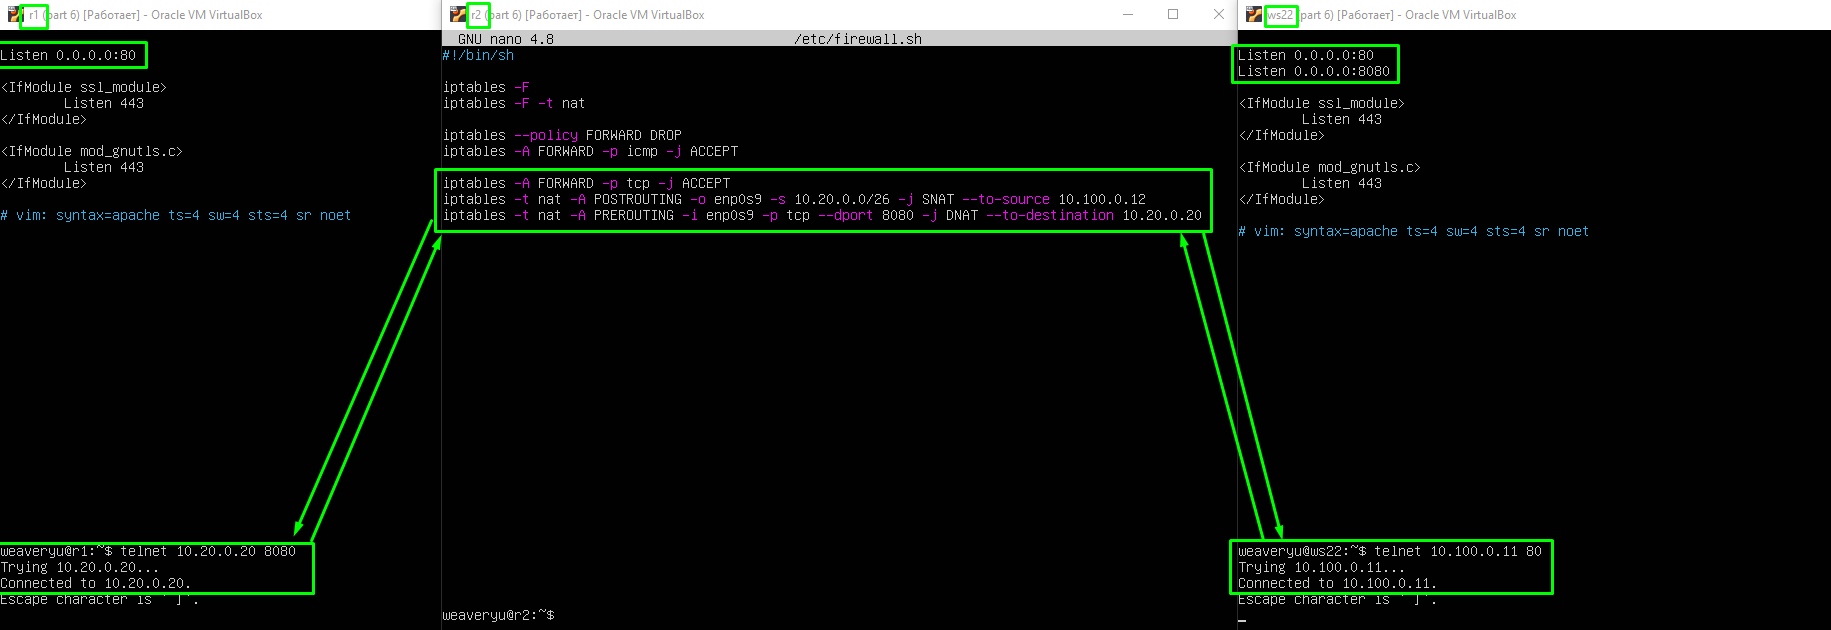 r1 (part 6) [Работает] - Oracle VM VirtualBox
Listen 0.0.0.0:80
<IfModule ssl_module>
Listen 443
</IfModule>
<IfModule mod_gnutls.c>
Listen 443
</IfModule>
# vim: syntax=apache ts=4 sw=4 sts=4 sr noet
weaveryu@r1:~$ telnet 10.20.0.20 8080
Trying 10.20.0.20...
Connected to 10.20.0.20.
Escape character is '^]'.
r2 (part 6) [Работает] - Oracle VM VirtualBox
GNU nano 4.8 /etc/firewall.sh
#!/bin/sh
iptables -F
iptables -F -t nat
iptables --policy FORWARD DROP
iptables -A FORWARD -p icmp -j ACCEPT
iptables -A FORWARD -p tcp -j ACCEPT
iptables -t nat -A POSTROUTING -o enp0s9 -s 10.20.0.0/26 -j SNAT --to-source 10.100.0.12
iptables -t nat -A PREROUTING -i enp0s9 -p tcp --dport 8080 -j DNAT --to-destination 10.20.0.20
weaveryu@r2:~$
ws22 (part 6) [Работает] - Oracle VM VirtualBox
Listen 0.0.0.0:80
Listen 0.0.0.0:8080
<IfModule ssl_module>
Listen 443
</IfModule>
<IfModule mod_gnutls.c>
Listen 443
</IfModule>
# vim: syntax=apache ts=4 sw=4 sts=4 sr noet
weaveryu@ws22:~$ telnet 10.100.0.11 80
Trying 10.100.0.11...
Connected to 10.100.0.11.
Escape character is '^]'.